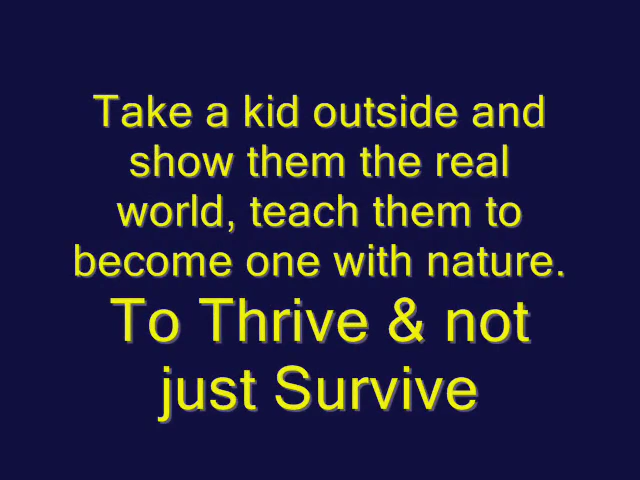 Take a kid outside and
show them the real
world, teach them to
become one with nature.
To Thrive & not
just Survive